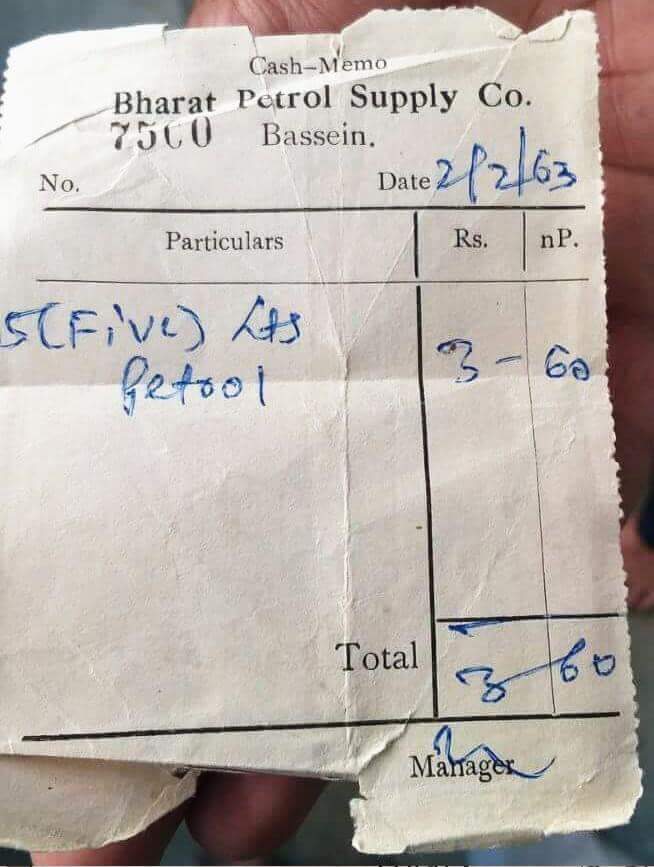 Cash-Memo
Bharat Petrol Supply Co.
7500 Bassein.
No. Date 2/2/63
Particulars Rs. nP.
5 (Five) Lts 3 - 60
Petrol
Total 3 - 60
Manager